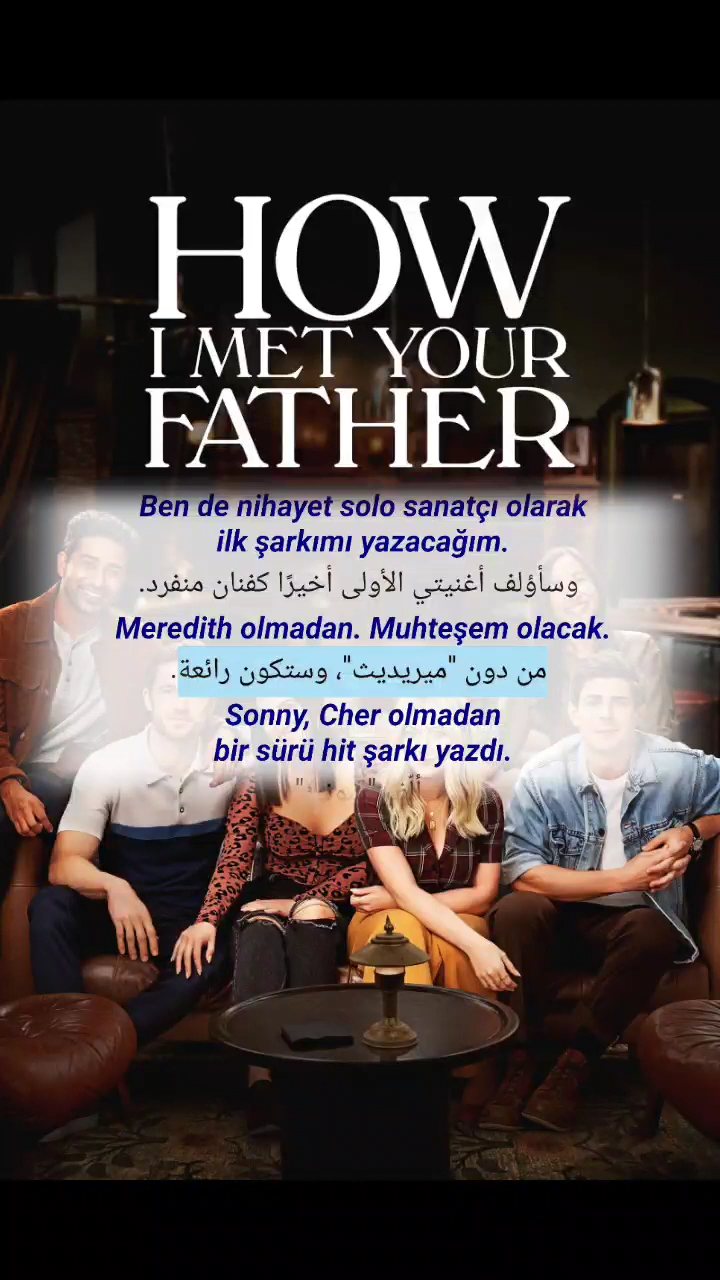 HOW
I MET YOUR
FATHER
Ben de nihayet solo sanatçı olarak
ilk şarkımı yazacağım.
وسأؤلف أغنيتي الأولى أخيرًا كفنان منفرد.
Meredith olmadan. Muhteşem olacak.
من دون "ميريديث"، وستكون رائعة.
Sonny, Cher olmadan
bir sürü hit şarkı yazdı.